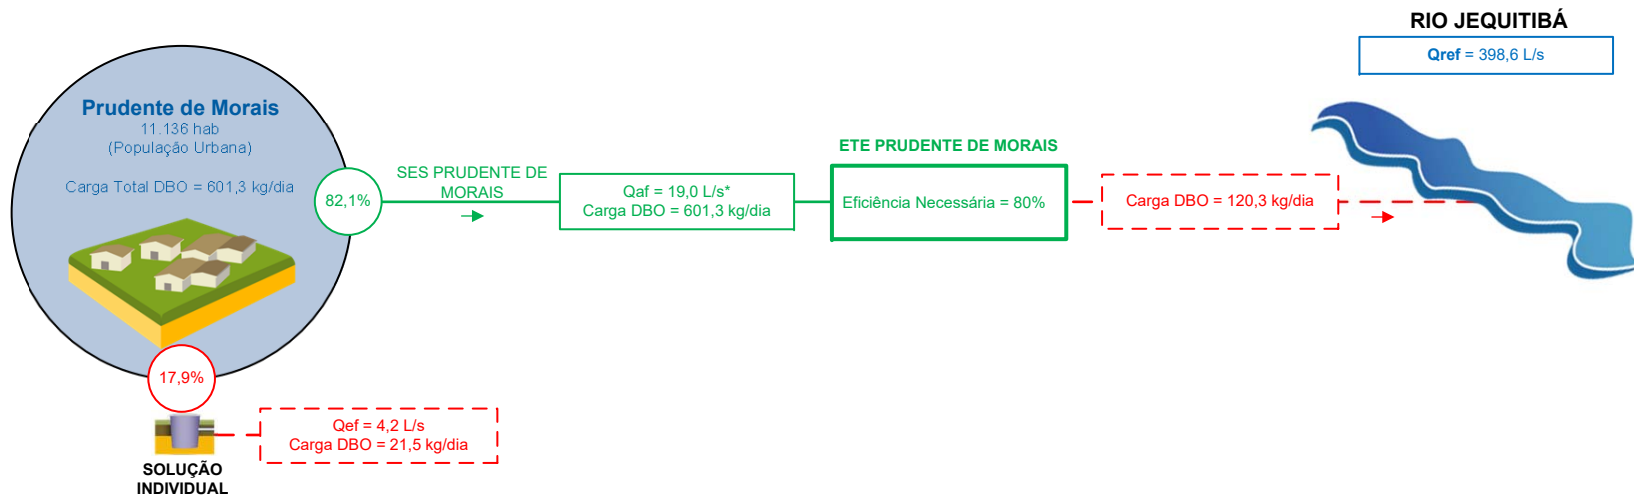 RIO JEQUITIBÁ
Qref = 398,6 L/s
Prudente de Morais
11.136 hab
(População Urbana)
Carga Total DBO = 601,3 kg/dia
82,1%
SES PRUDENTE DE
MORAIS
Qaf = 19,0 L/s*
Carga DBO = 601,3 kg/dia
ETE PRUDENTE DE MORAIS
Eficiência Necessária = 80%
Carga DBO = 120,3 kg/dia
17,9%
Qef = 4,2 L/s
Carga DBO = 21,5 kg/dia
SOLUÇÃO
INDIVIDUAL